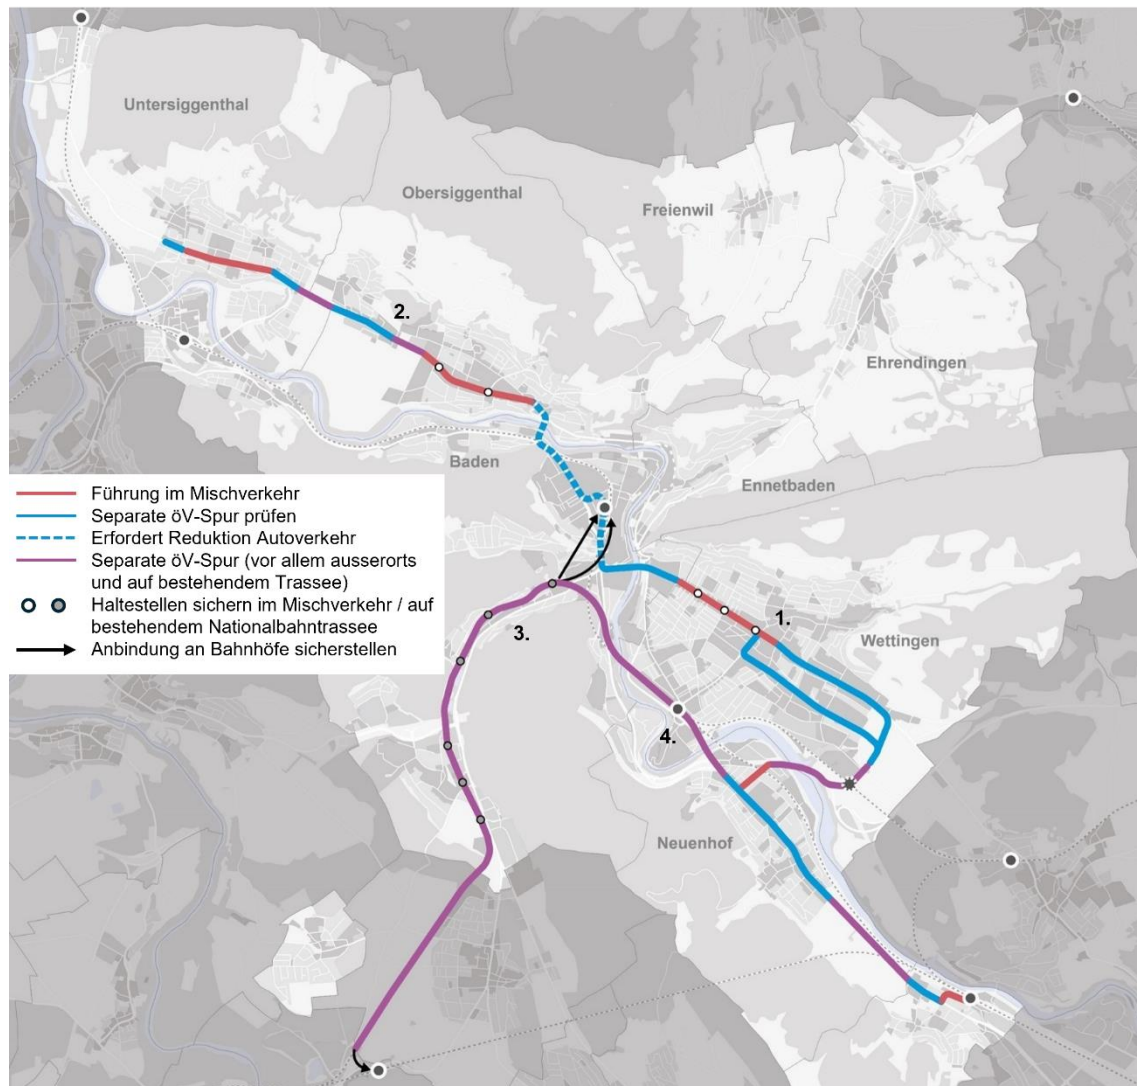 Untersiggenthal
Obersiggenthal
Freienwil
2.
Ehrendingen
Baden
Ennetbaden
Führung im Mischverkehr
Separate öV-Spur prüfen
Erfordert Reduktion Autoverkehr
Separate öV-Spur (vor allem ausserorts
und auf bestehendem Trassee)
Haltestellen sichern im Mischverkehr / auf
bestehendem Nationalbahntrassee
Anbindung an Bahnhöfe sicherstellen
1.
3.
Wettingen
4.
Neuenhof